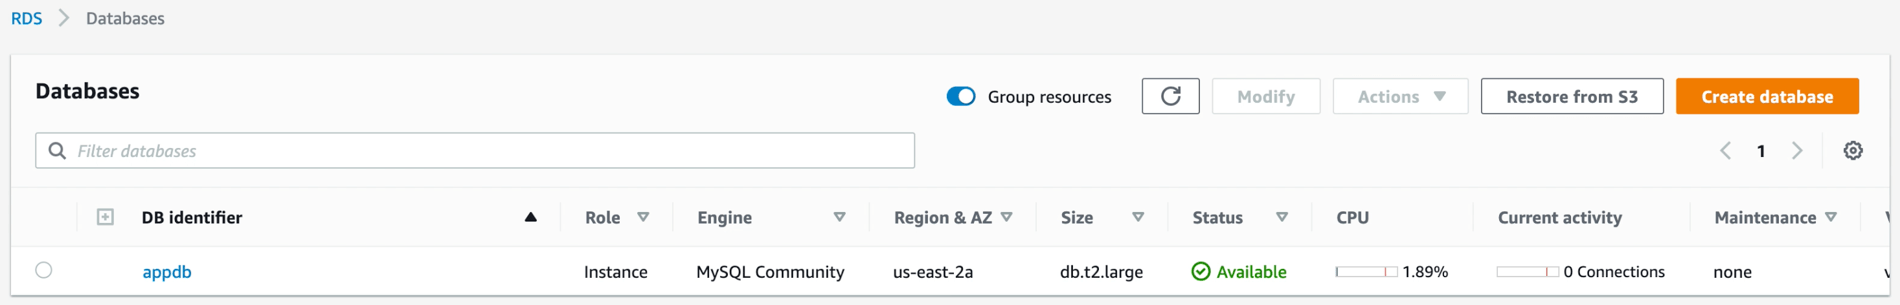 RDS > Databases
Databases
Group resources
Modify
Actions
Restore from S3
Create database
Filter databases
1
DB identifier Role Engine Region & AZ Size Status CPU Current activity Maintenance
appdb Instance MySQL Community us-east-2a db.t2.large Available 1.89% 0 Connections none